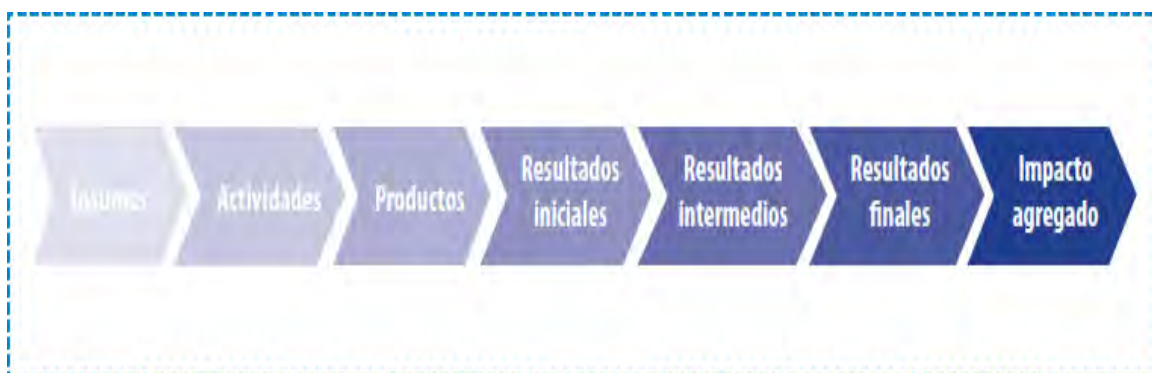 Insumos
Actividades
Productos
Resultados
iniciales
Resultados
intermedios
Resultados
finales
Impacto
agregado